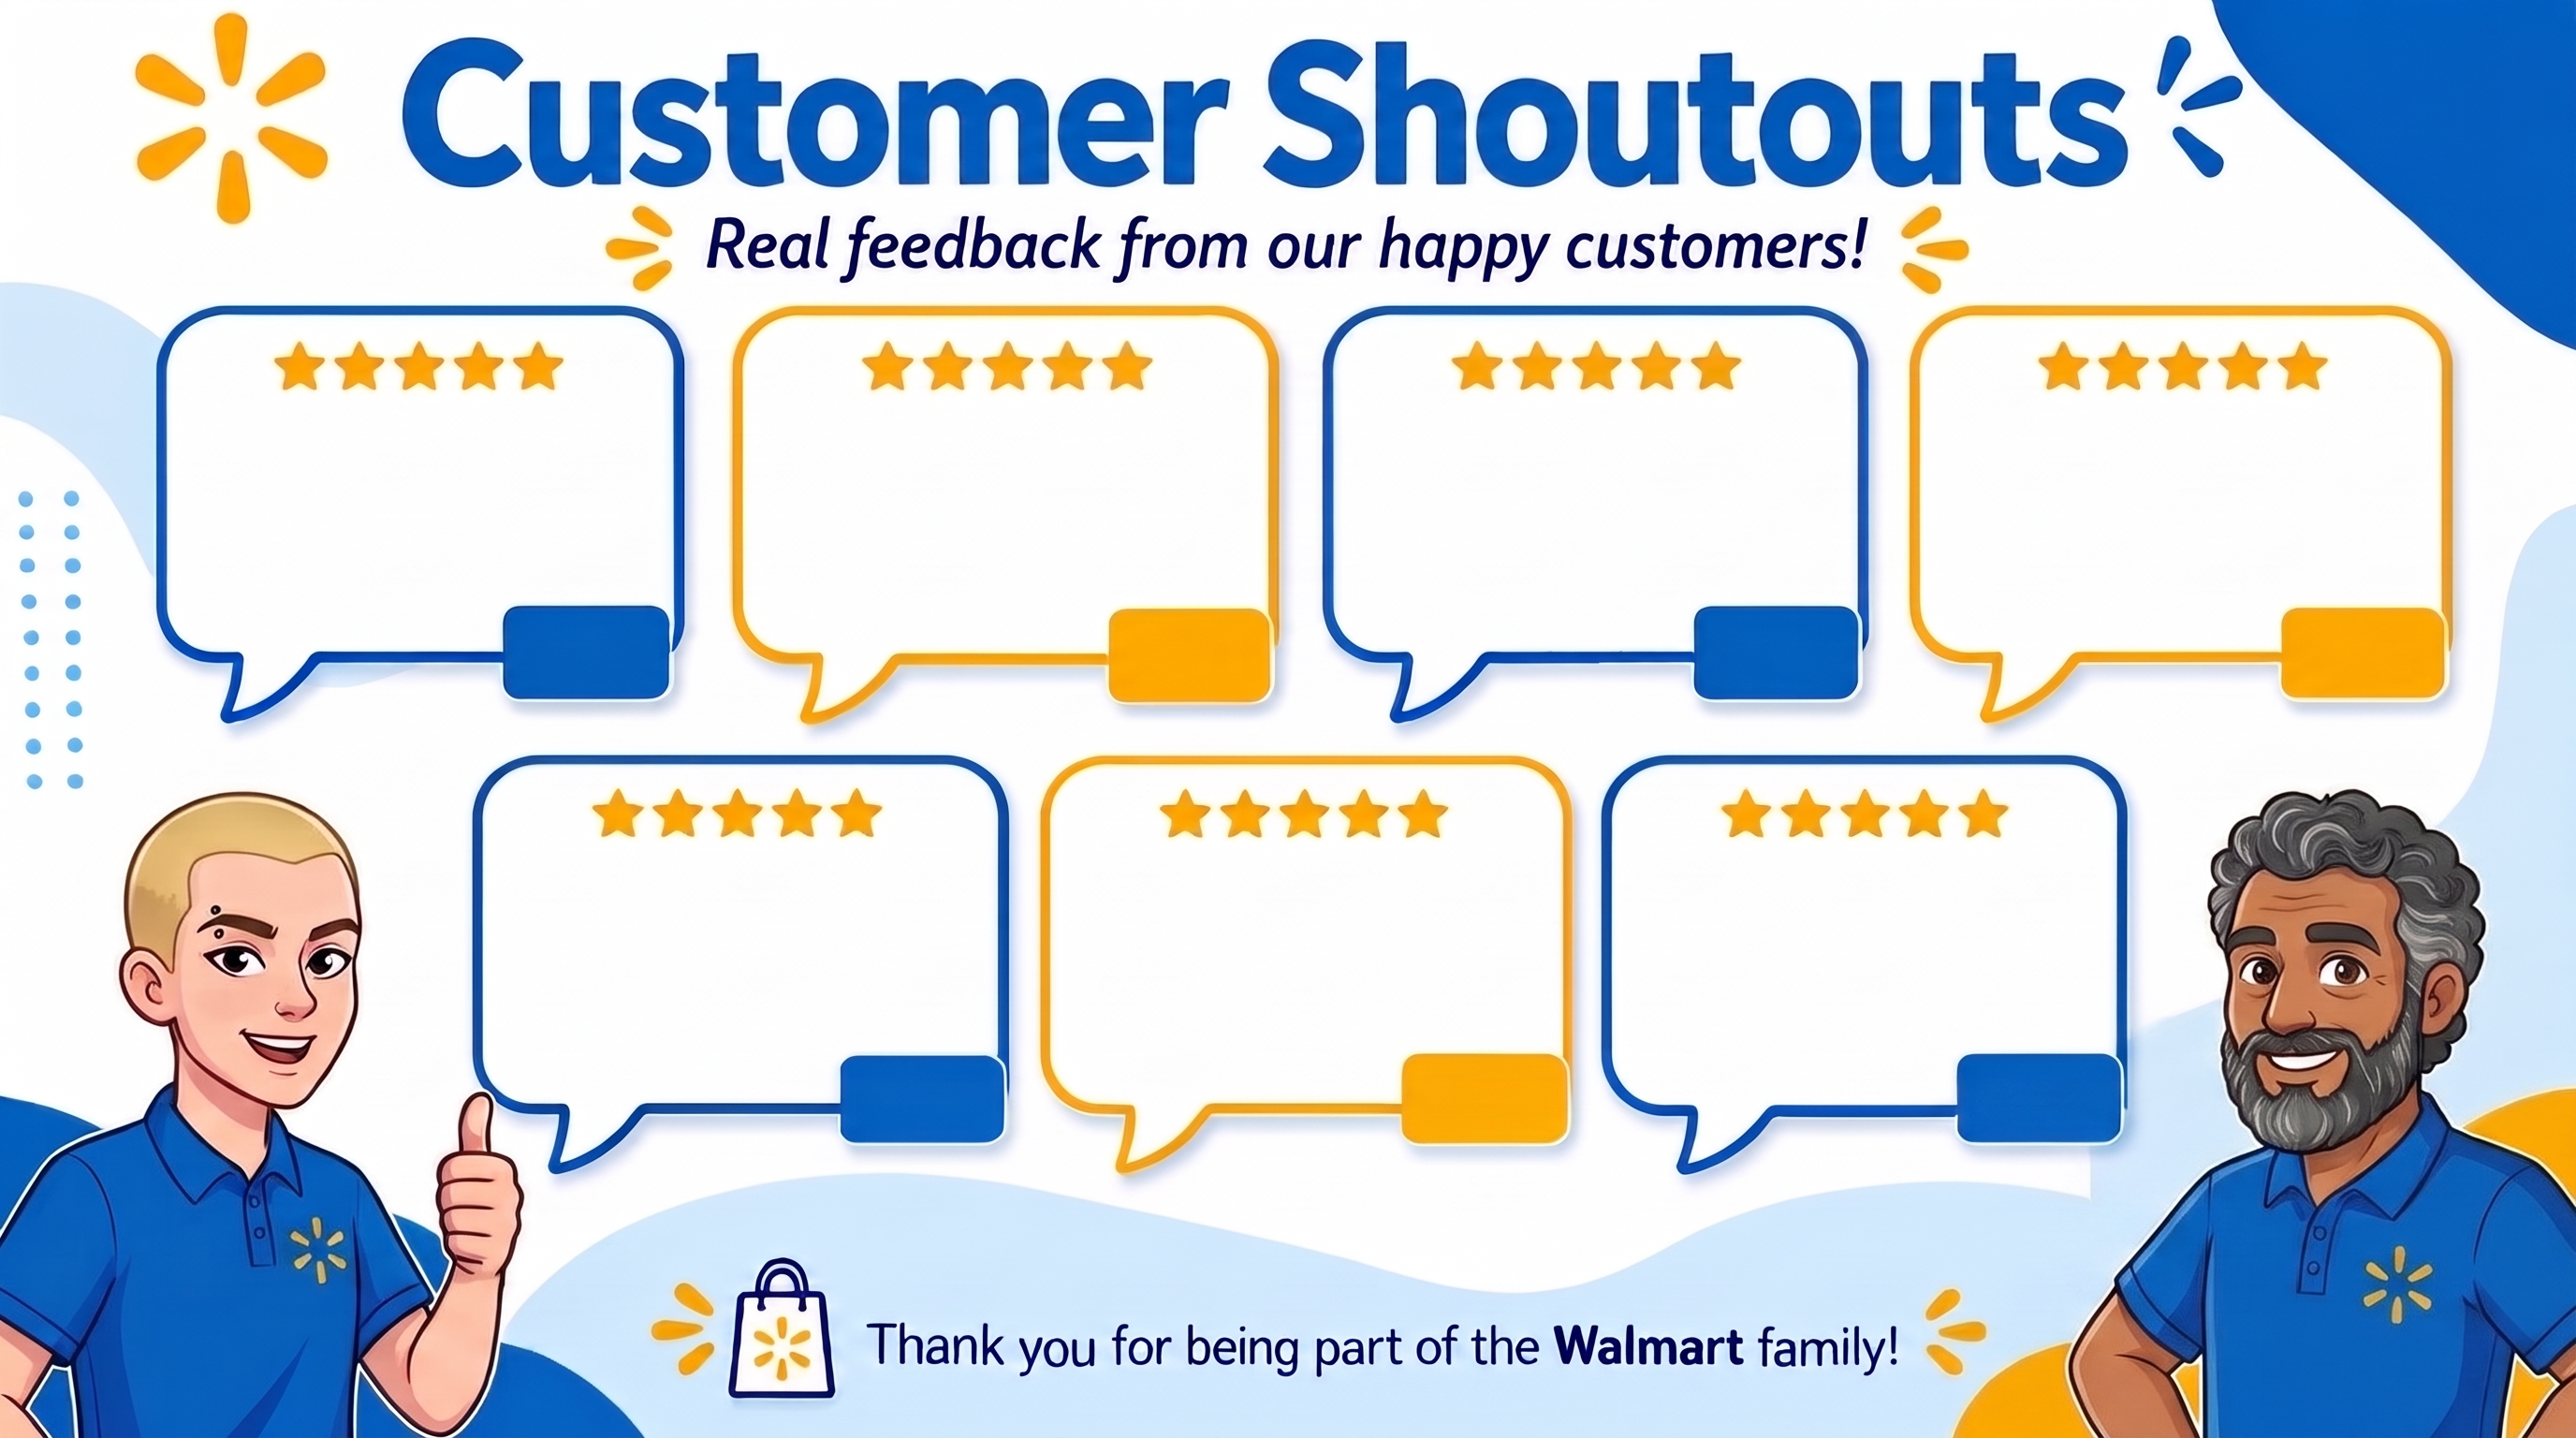 Customer Shoutouts
Real feedback from our happy customers!
Thank you for being part of the Walmart family!